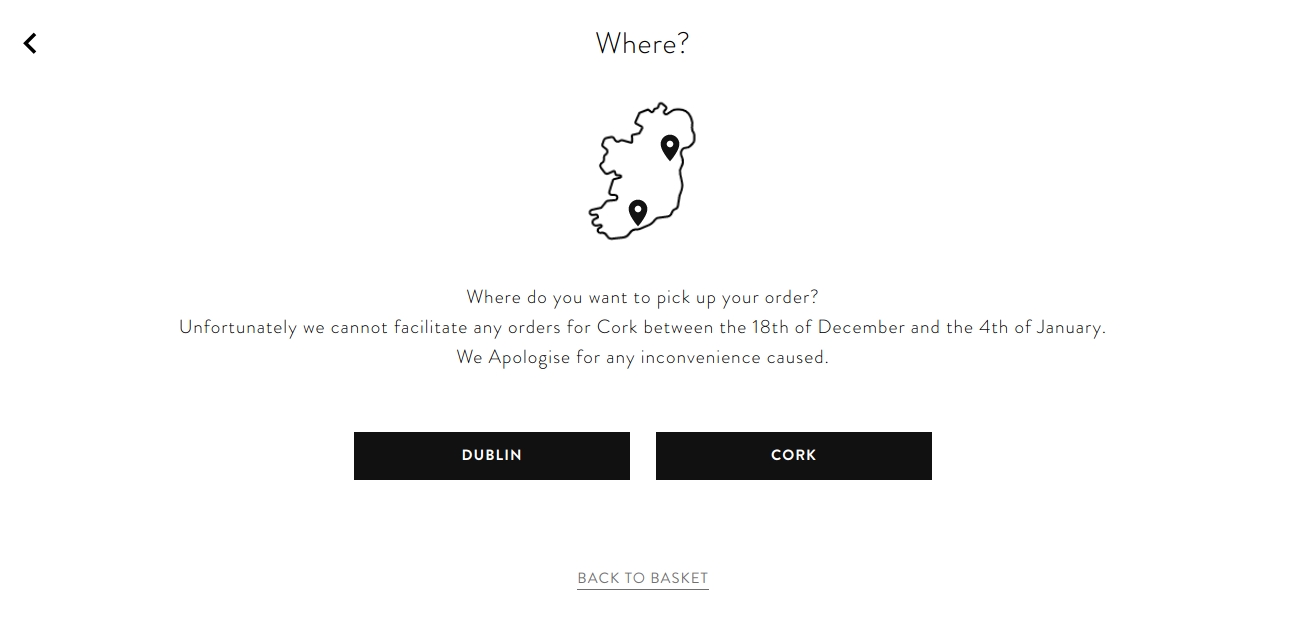 Where?
Where do you want to pick up your order?
Unfortunately we cannot facilitate any orders for Cork between the 18th of December and the 4th of January.
We Apologise for any inconvenience caused.
DUBLIN
CORK
BACK TO BASKET